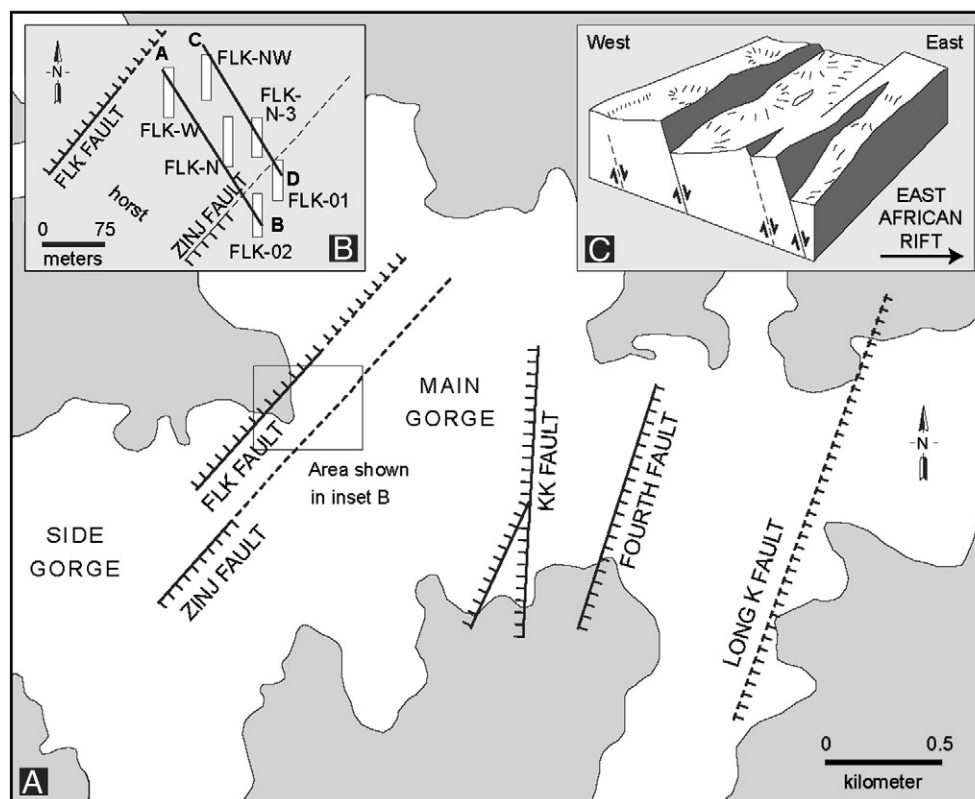 A
C
N
FLK-NW
FLK-
N-3
FLK FAULT
FLK-W
FLK-N
D
FLK-01
horst
ZINJ FAULT
B
FLK-02
0 75
meters
B
West
East
EAST
AFRICAN
RIFT
C
MAIN
GORGE
FLK FAULT
Area shown
in inset B
SIDE
GORGE
ZINJ FAULT
KK FAULT
FOURTH FAULT
LONG K FAULT
N
0 0.5
kilometer
A